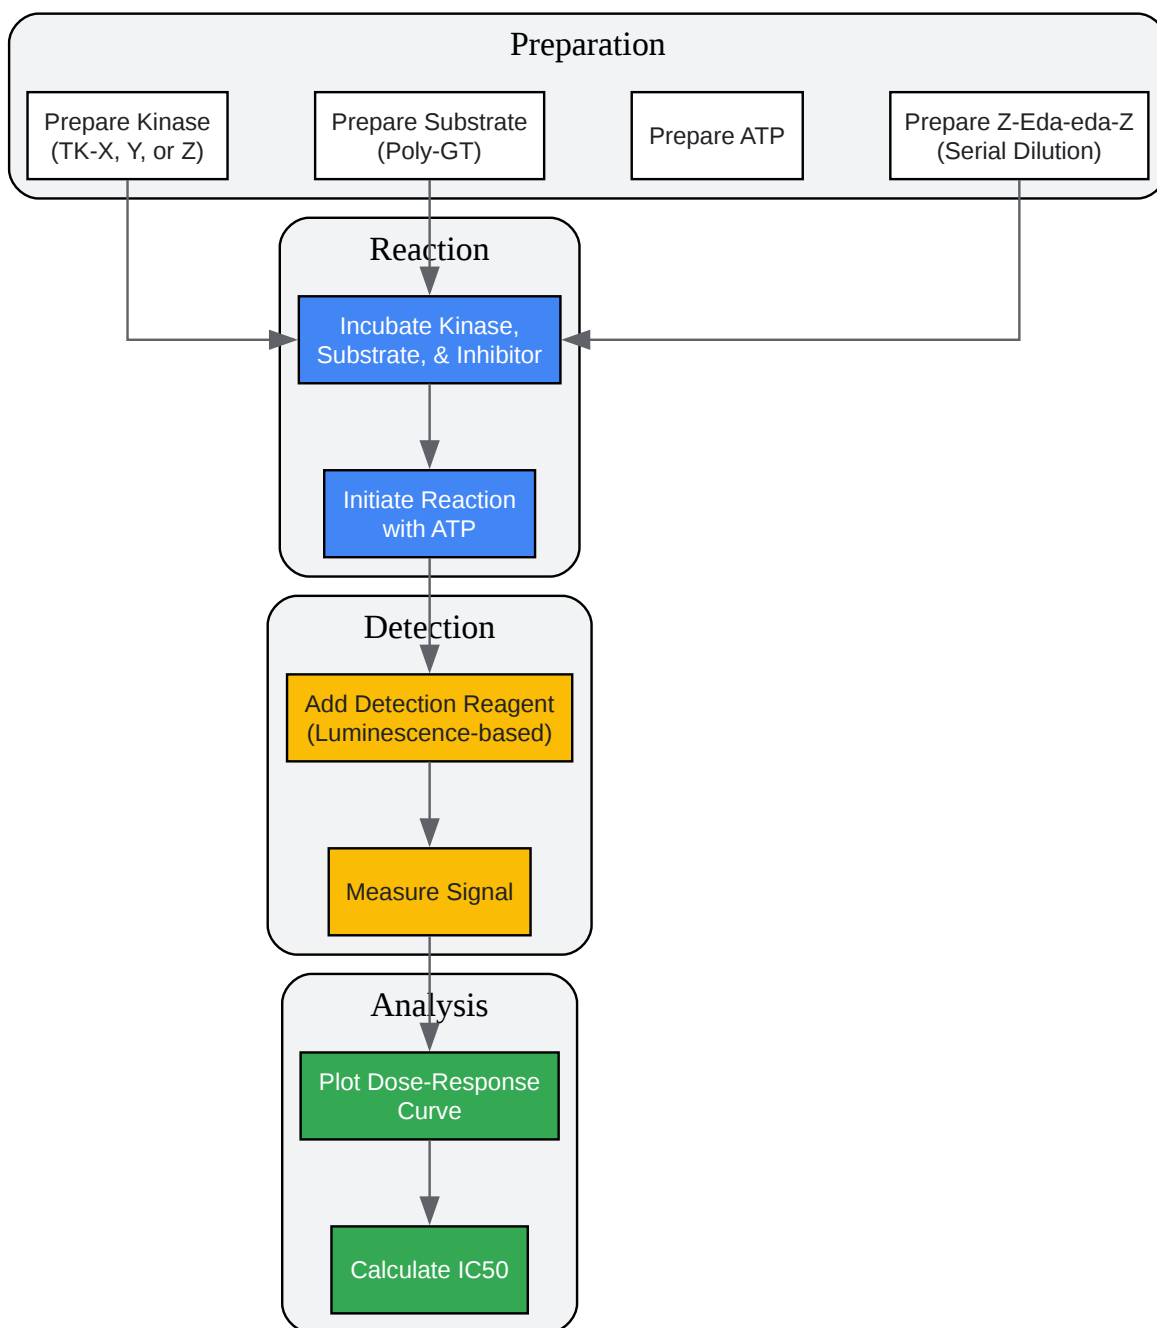 Preparation
Prepare Kinase
(TK-X, Y, or Z)
Prepare Substrate
(Poly-GT)
Prepare ATP
Prepare Z-Eda-eda-Z
(Serial Dilution)
Reaction
Incubate Kinase,
Substrate, & Inhibitor
Initiate Reaction
with ATP
Detection
Add Detection Reagent
(Luminescence-based)
Measure Signal
Analysis
Plot Dose-Response
Curve
Calculate IC50